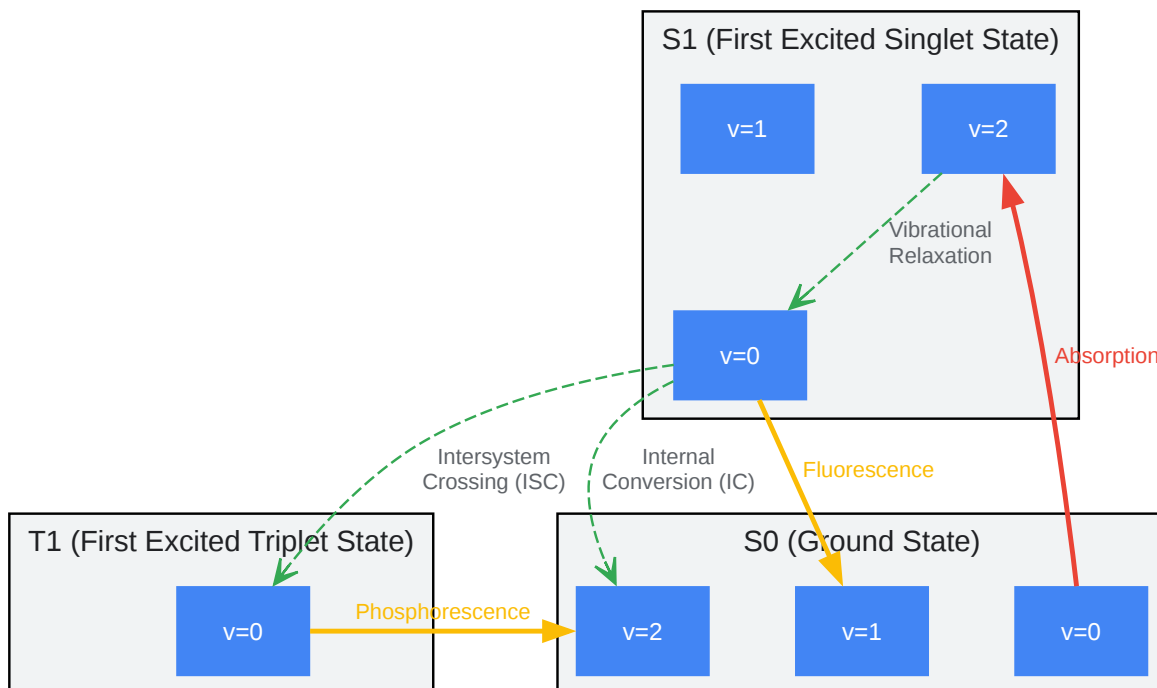 S1 (First Excited Singlet State)
v=1
v=2
Vibrational
Relaxation
v=0
Absorption
Intersystem
Crossing (ISC)
Internal
Conversion (IC)
Fluorescence
T1 (First Excited Triplet State)
S0 (Ground State)
v=0
Phosphorescence
v=2
v=1
v=0